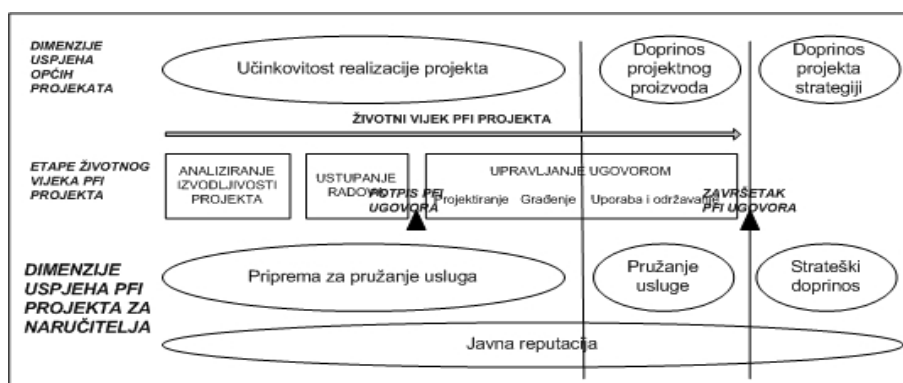 DIMENZIJE
USPJEHA
OPĆIH
PROJEKATA
Učinkovitost realizacije projekta
Doprinos
projektnog
proizvoda
Doprinos
projekta
strategiji
ŽIVOTNI VIJEK PFI PROJEKTA
ETAPE ŽIVOTNOG
VIJEKA PFI
PROJEKTA
ANALIZIRANJE
IZVODLJIVOSTI
PROJEKTA
USTUPANJE
RADOVA
POTPIS PFI
UGOVORA
UPRAVLJANJE UGOVOROM
Projektiranje Građenje Uporaba i održavanje
ZAVRŠETAK
PFI UGOVORA
DIMENZIJE
USPJEHA PFI
PROJEKTA ZA
NARUČITELJA
Priprema za pružanje usluga
Pružanje
usluge
Strateški
doprinos
Javna reputacija